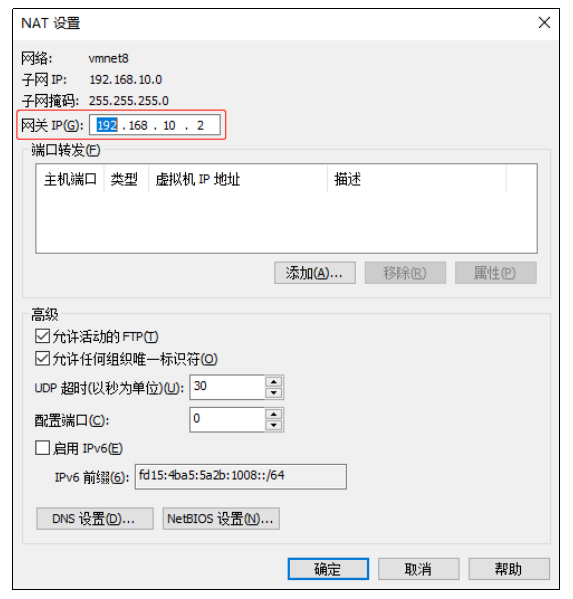 NAT 设置
网络: vmnet8
子网 IP: 192.168.10.0
子网掩码: 255.255.255.0
网关 IP(G): 192 . 168 . 10 . 2
端口转发(F)
主机端口 类型 虚拟机 IP 地址 描述
添加(A)... 移除(R) 属性(P)
高级
允许活动的 FTP(T)
允许任何组织唯一标识符(O)
UDP 超时(以秒为单位)(U): 30
配置端口(C): 0
启用 IPv6(E)
IPv6 前缀(6): fd15:4ba5:5a2b:1008::/64
DNS 设置(D)... NetBIOS 设置(N)...
确定 取消 帮助